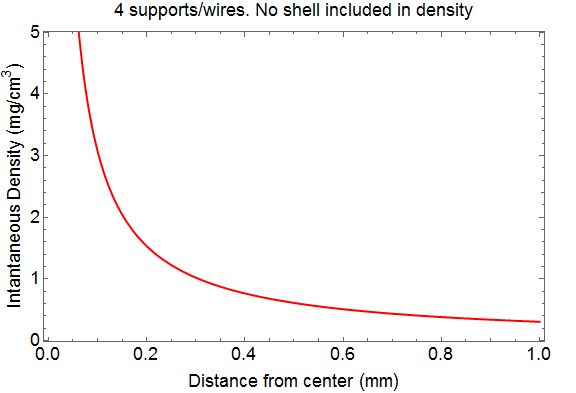 4 supports/wires. No shell included in density
Intantaneous Density (mg/cm³)
5
4
3
2
1
0
0.0 0.2 0.4 0.6 0.8 1.0
Distance from center (mm)